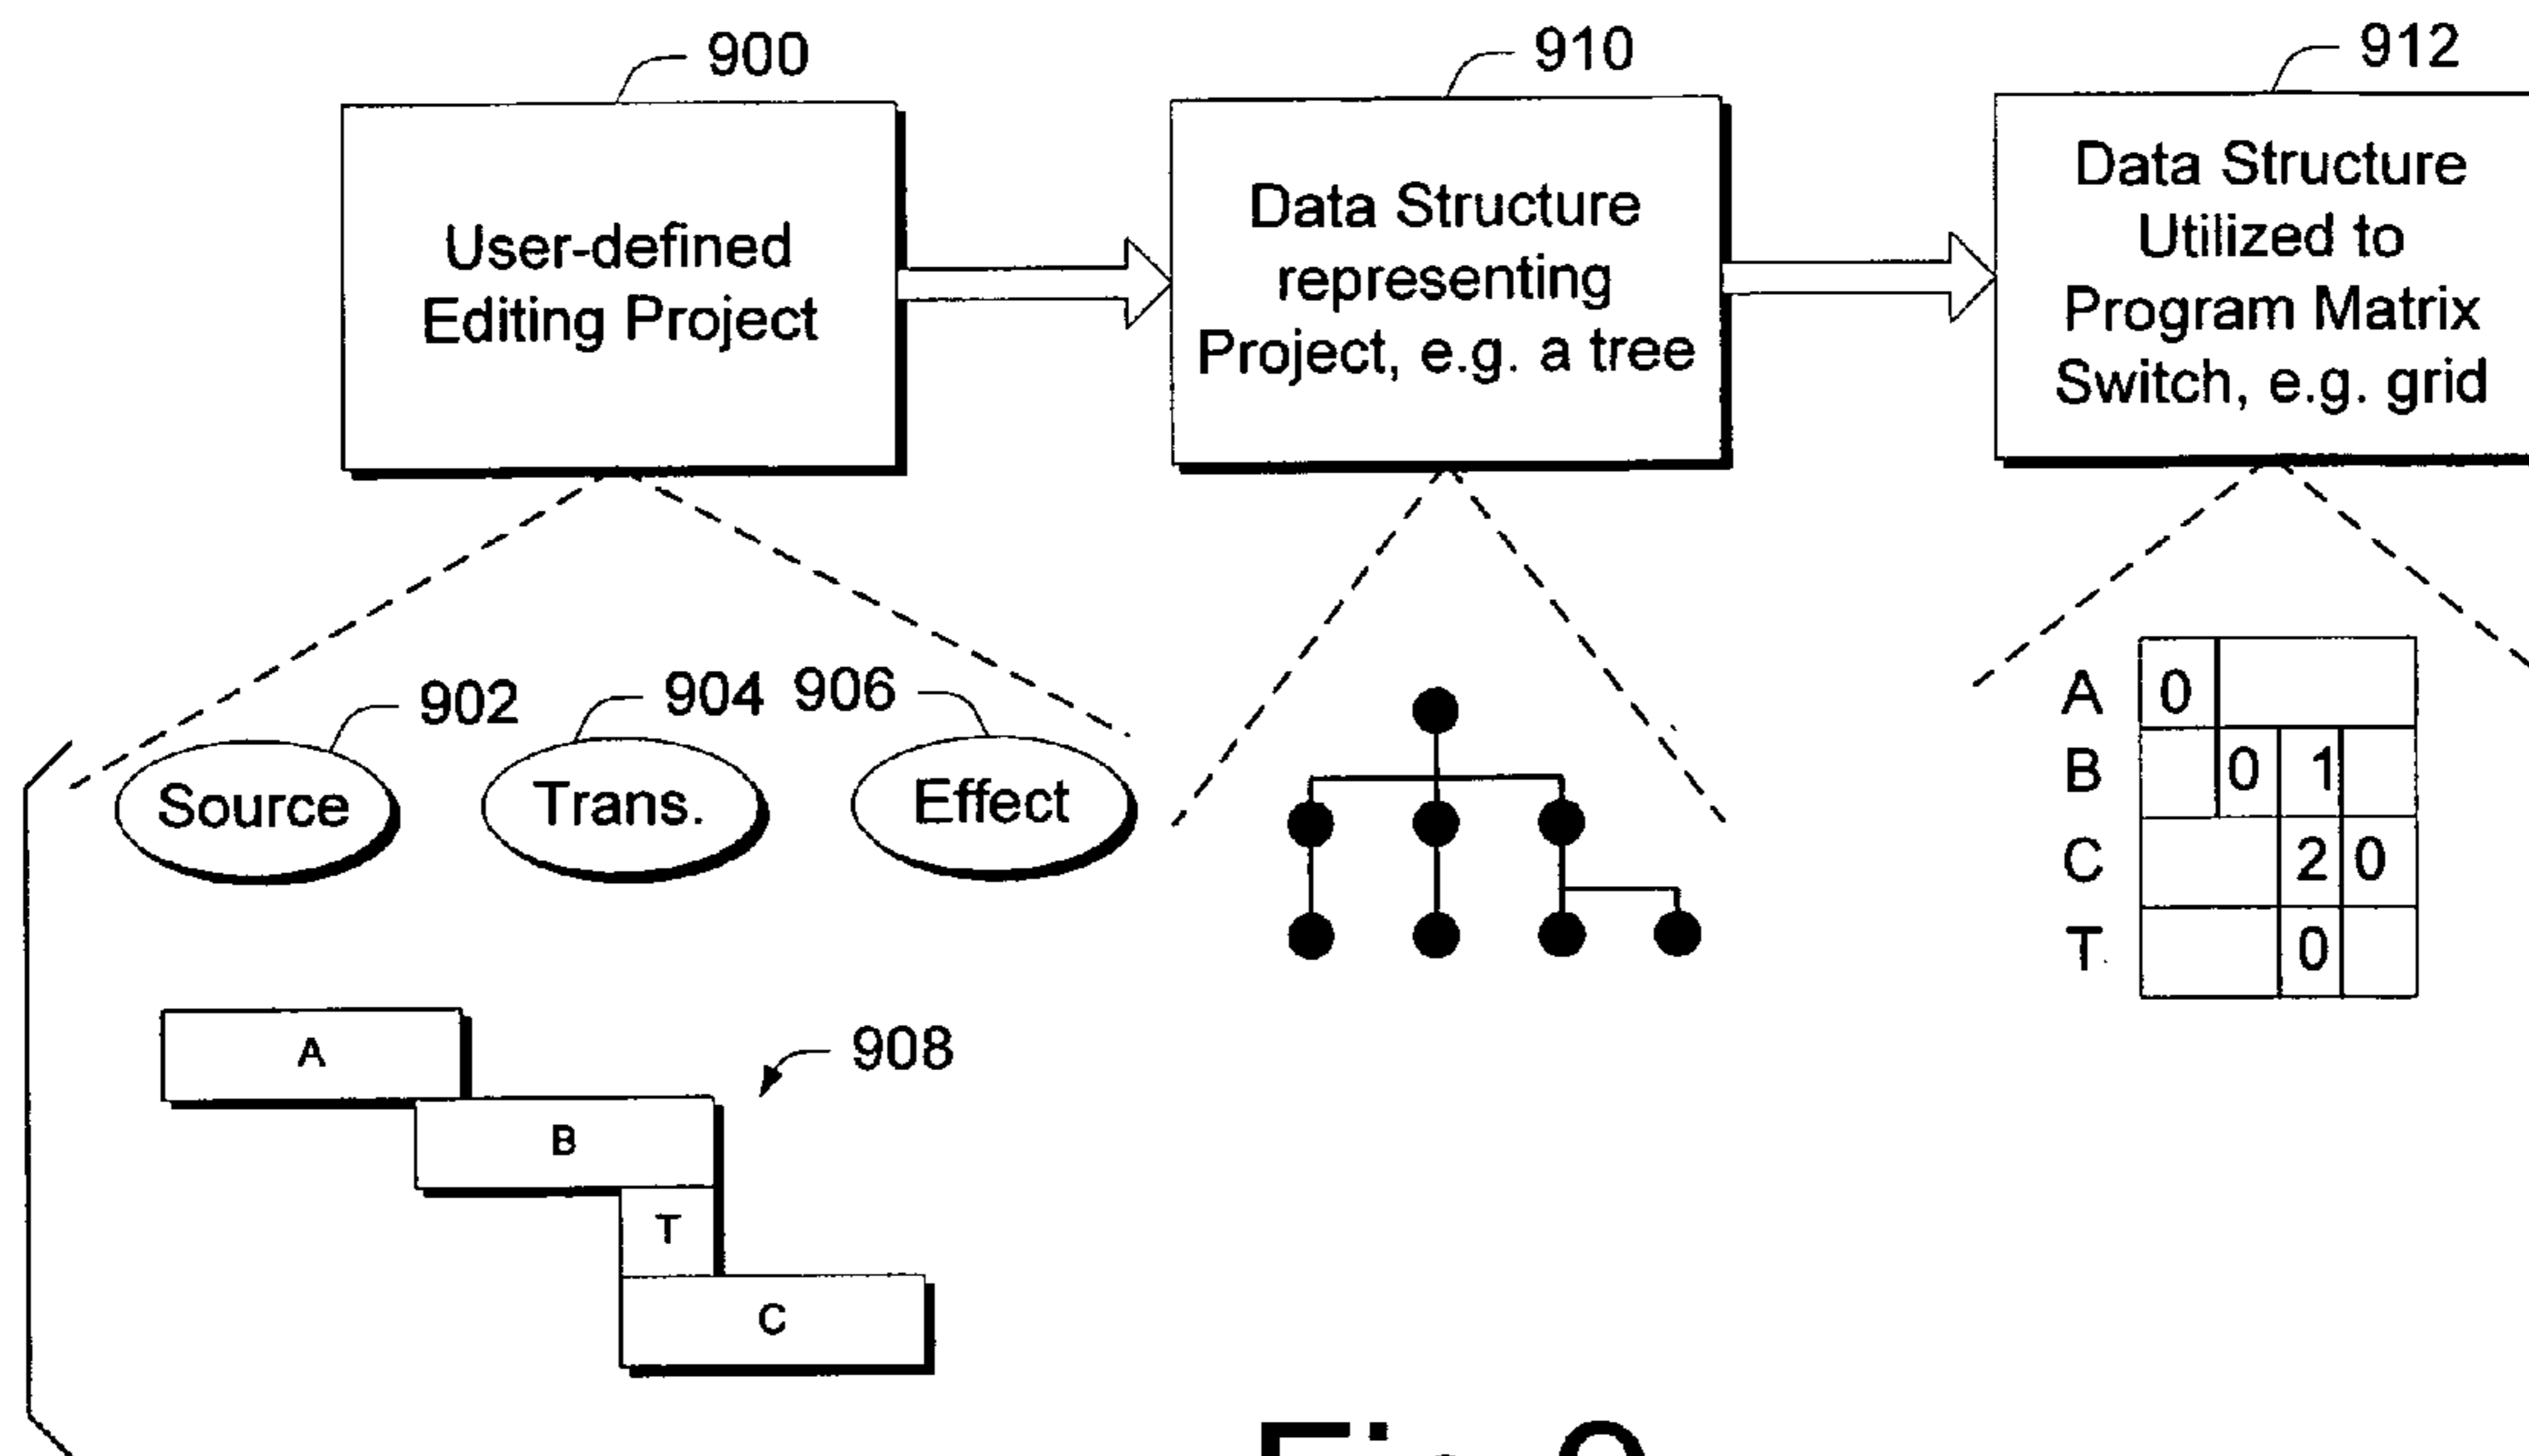 900
910
912
User-defined
Editing Project
Data Structure
representing
Project, e.g. a tree
Data Structure
Utilized to
Program Matrix
Switch, e.g. grid
902
904
906
Source
Trans.
Effect
A 0
B 0 1
C 2 0
T 0
908
A
B
T
C